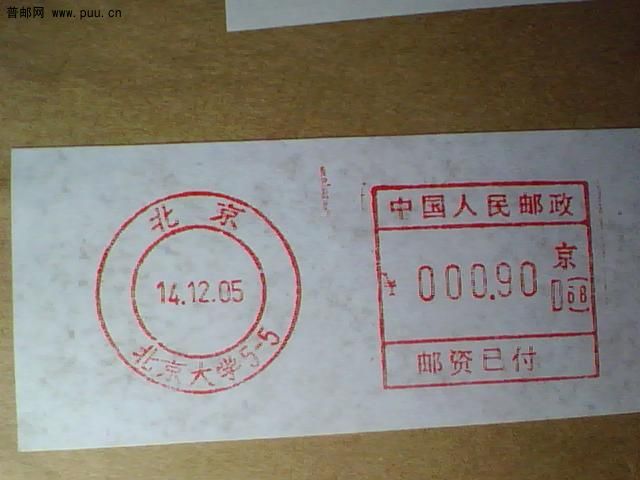 普邮网 www.puu.cn
北京
14.12.05
北京大学5-5
中国人民邮政
京
¥ 000.90
邮资已付